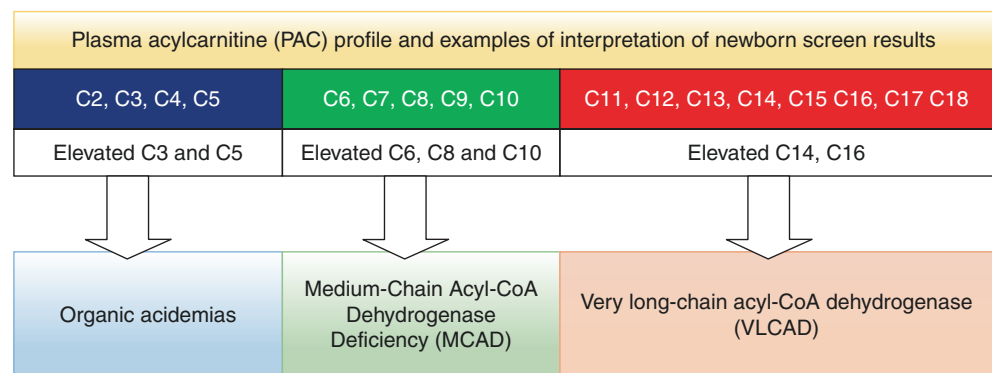 Plasma acylcarnitine (PAC) profile and examples of interpretation of newborn screen results
C2, C3, C4, C5
C6, C7, C8, C9, C10
C11, C12, C13, C14, C15 C16, C17 C18
Elevated C3 and C5
Elevated C6, C8 and C10
Elevated C14, C16
Organic acidemias
Medium-Chain Acyl-CoA
Dehydrogenase
Deficiency (MCAD)
Very long-chain acyl-CoA dehydrogenase
(VLCAD)